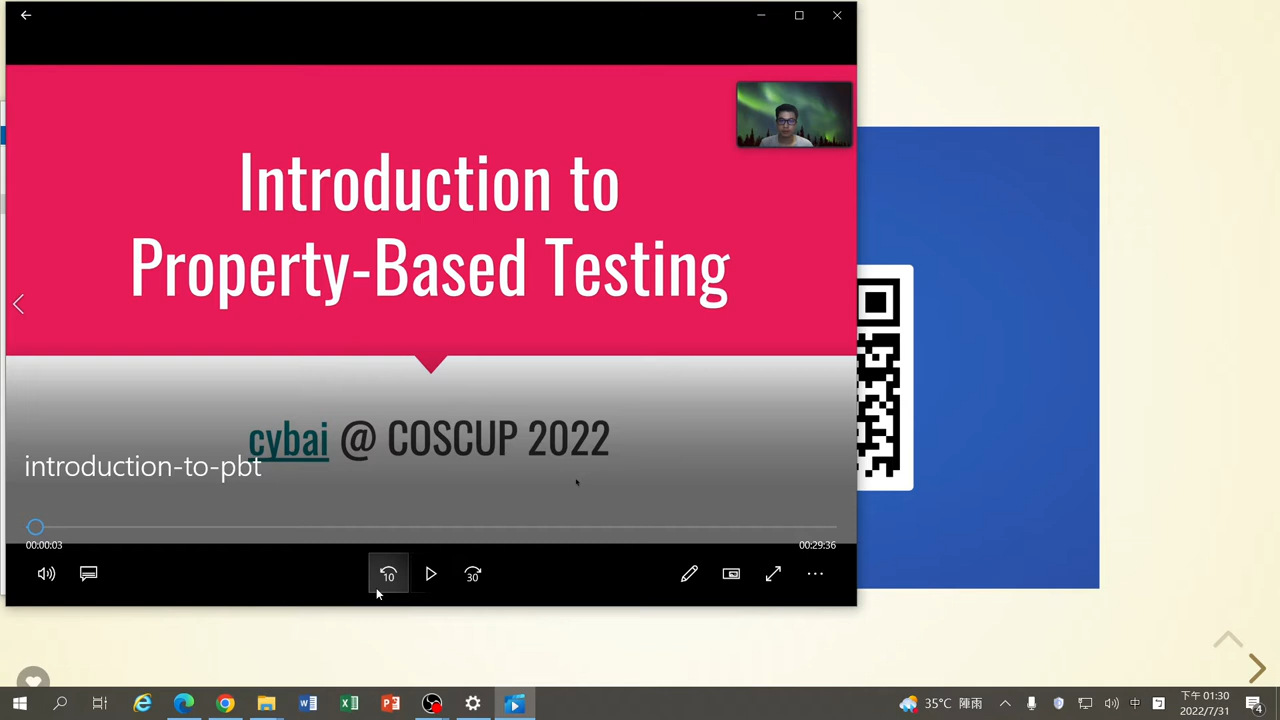 Introduction to
Property-Based Testing
cybai @ COSCUP 2022
introduction-to-pbt
00:00:03
00:29:36
10
30
35°C 陣雨
中
下午 01:30
2022/7/31
4